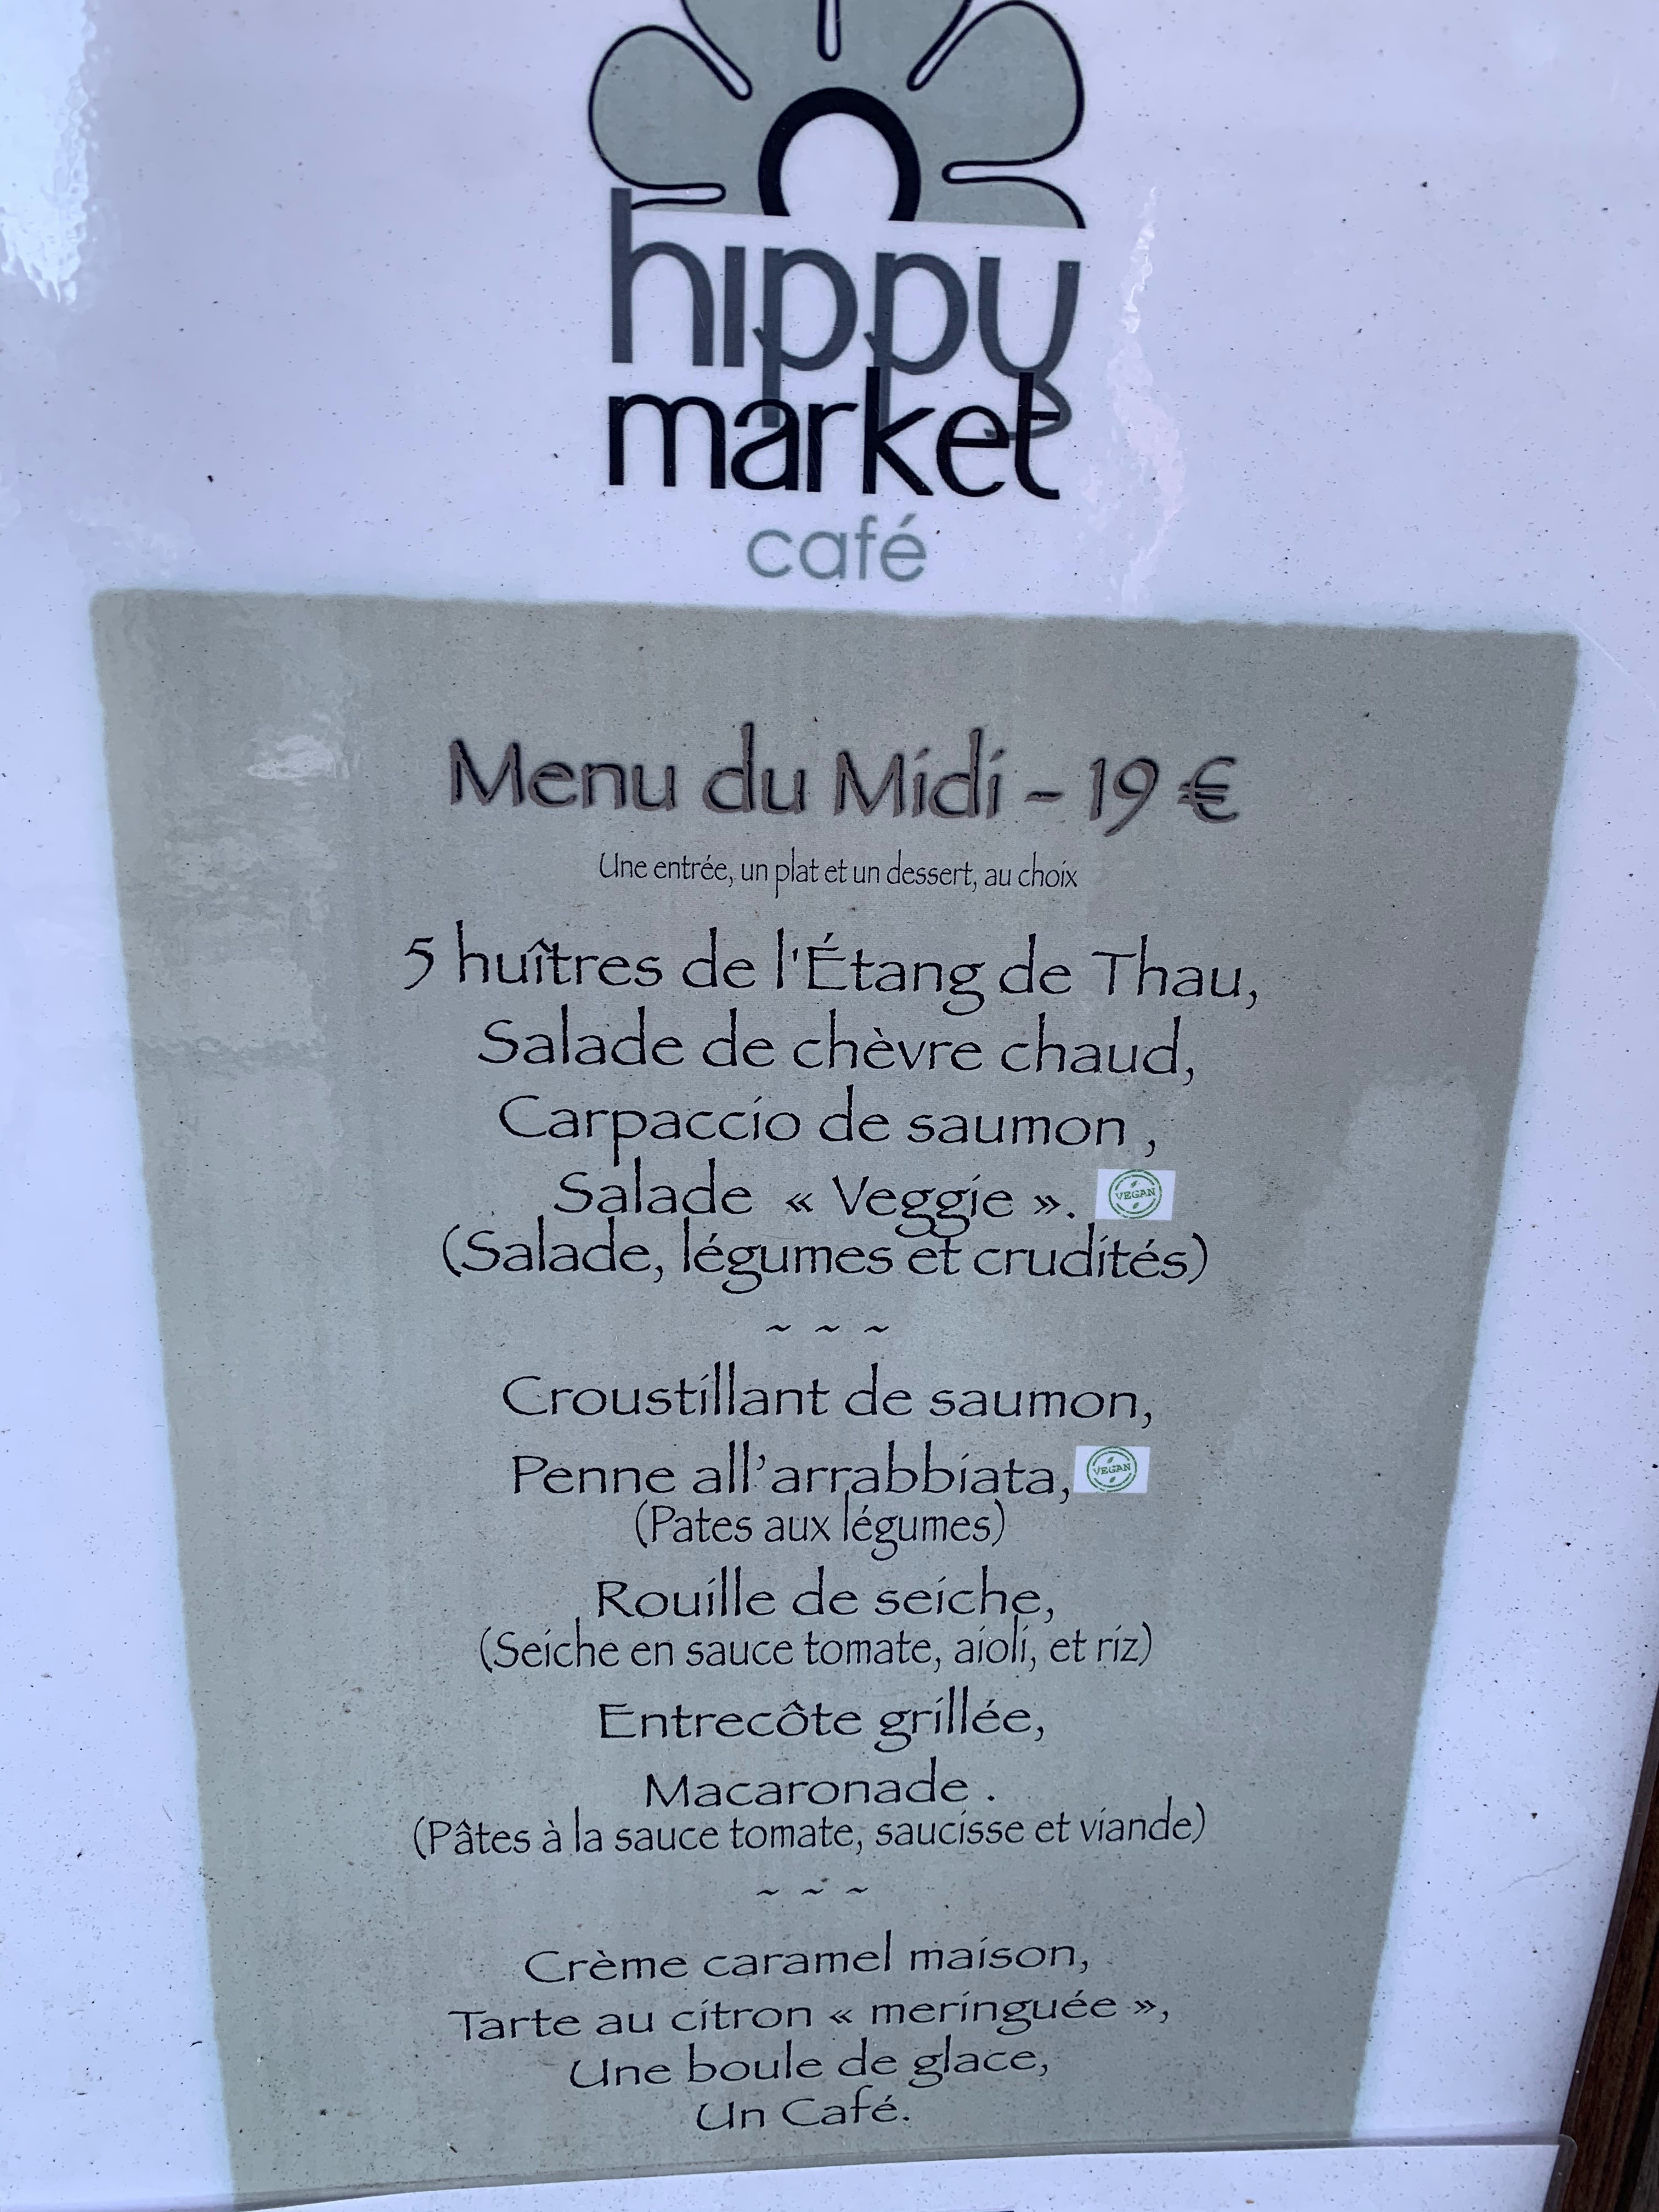 hippy
market
café
Menu du Midi - 19 €
Une entrée, un plat et un dessert, au choix
5 huîtres de l'Étang de Thau,
Salade de chèvre chaud,
Carpaccio de saumon ,
Salade « Veggie ». VEGAN
(Salade, légumes et crudités)
~ ~ ~
Croustillant de saumon,
Penne all'arrabbiata, VEGAN
(Pates aux légumes)
Rouille de seiche,
(Seiche en sauce tomate, aioli, et riz)
Entrecôte grillée,
Macaronade .
(Pâtes à la sauce tomate, saucisse et viande)
~ ~ ~
Crème caramel maison,
Tarte au citron « meringuée »,
Une boule de glace,
Un Café.